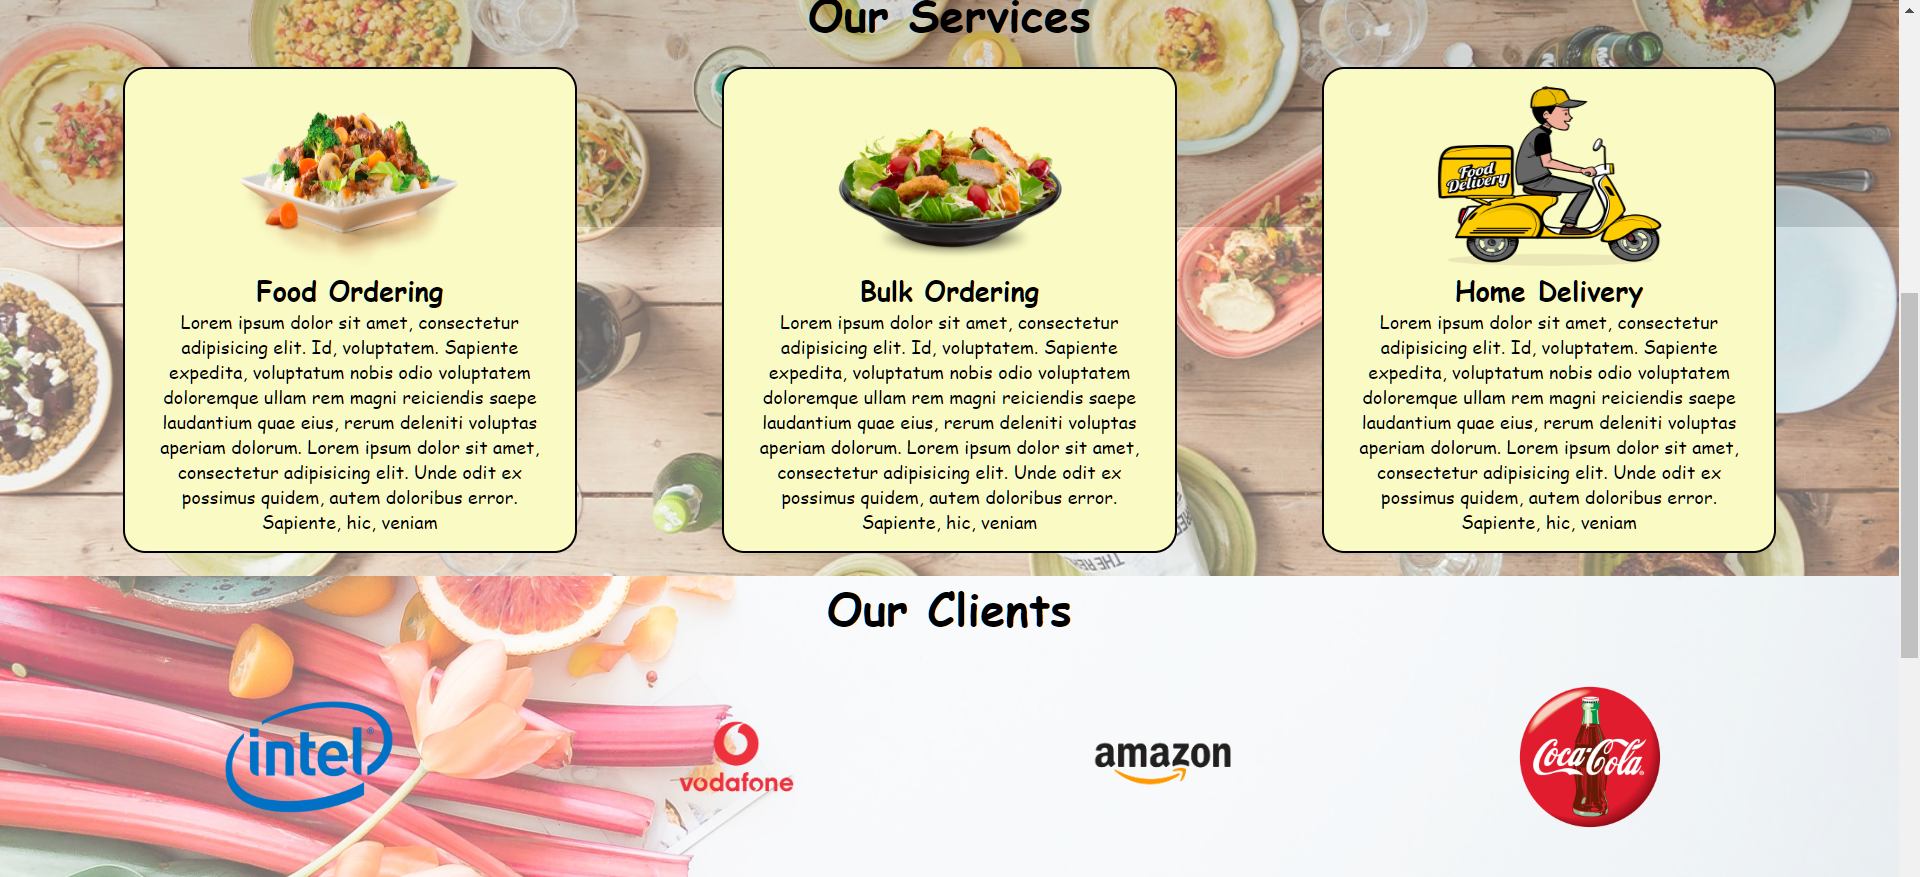 Our Services
Food
Delivery
Food Ordering
Lorem ipsum dolor sit amet, consectetur
adipisicing elit. Id, voluptatem. Sapiente
expedita, voluptatum nobis odio voluptatem
doloremque ullam rem magni reiciendis saepe
laudantium quae eius, rerum deleniti voluptas
aperiam dolorum. Lorem ipsum dolor sit amet,
consectetur adipisicing elit. Unde odit ex
possimus quidem, autem doloribus error.
Sapiente, hic, veniam
Bulk Ordering
Lorem ipsum dolor sit amet, consectetur
adipisicing elit. Id, voluptatem. Sapiente
expedita, voluptatum nobis odio voluptatem
doloremque ullam rem magni reiciendis saepe
laudantium quae eius, rerum deleniti voluptas
aperiam dolorum. Lorem ipsum dolor sit amet,
consectetur adipisicing elit. Unde odit ex
possimus quidem, autem doloribus error.
Sapiente, hic, veniam
Home Delivery
Lorem ipsum dolor sit amet, consectetur
adipisicing elit. Id, voluptatem. Sapiente
expedita, voluptatum nobis odio voluptatem
doloremque ullam rem magni reiciendis saepe
laudantium quae eius, rerum deleniti voluptas
aperiam dolorum. Lorem ipsum dolor sit amet,
consectetur adipisicing elit. Unde odit ex
possimus quidem, autem doloribus error.
Sapiente, hic, veniam
Our Clients
intel®
vodafone
amazon
Coca-Cola